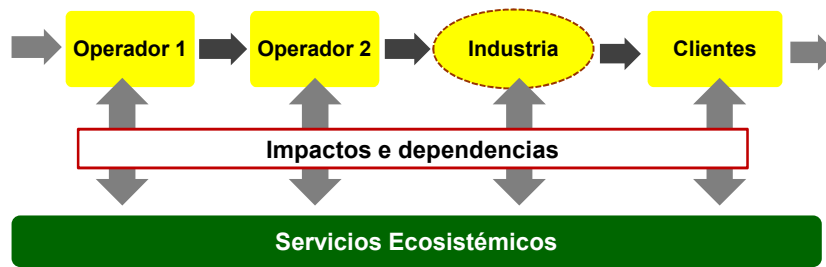 Operador 1
Operador 2
Industria
Clientes
Impactos e dependencias
Servicios Ecosistémicos